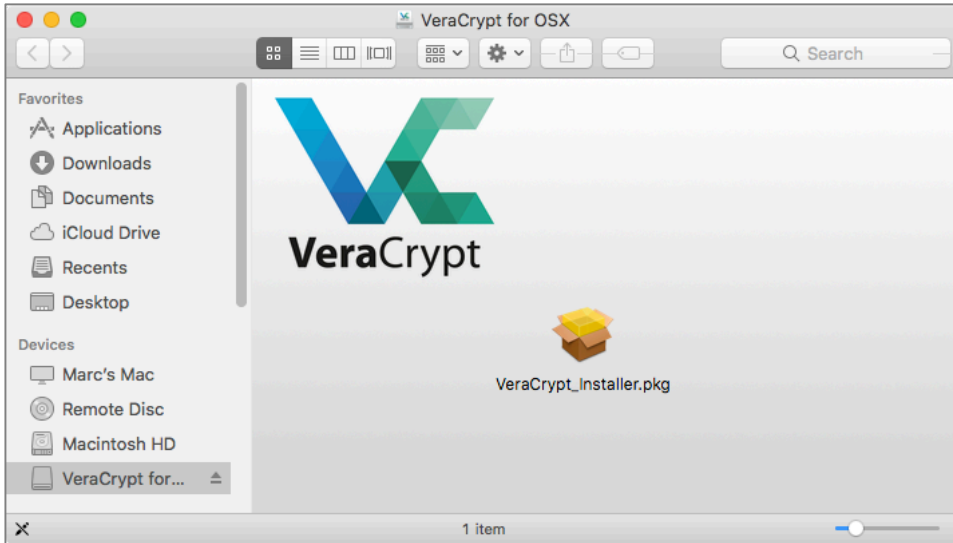 VeraCrypt for OSX
Search
Favorites
Applications
Downloads
Documents
iCloud Drive
Recents
Desktop
Devices
Marc's Mac
Remote Disc
Macintosh HD
VeraCrypt for...
VC
VeraCrypt
VeraCrypt_Installer.pkg
1 item